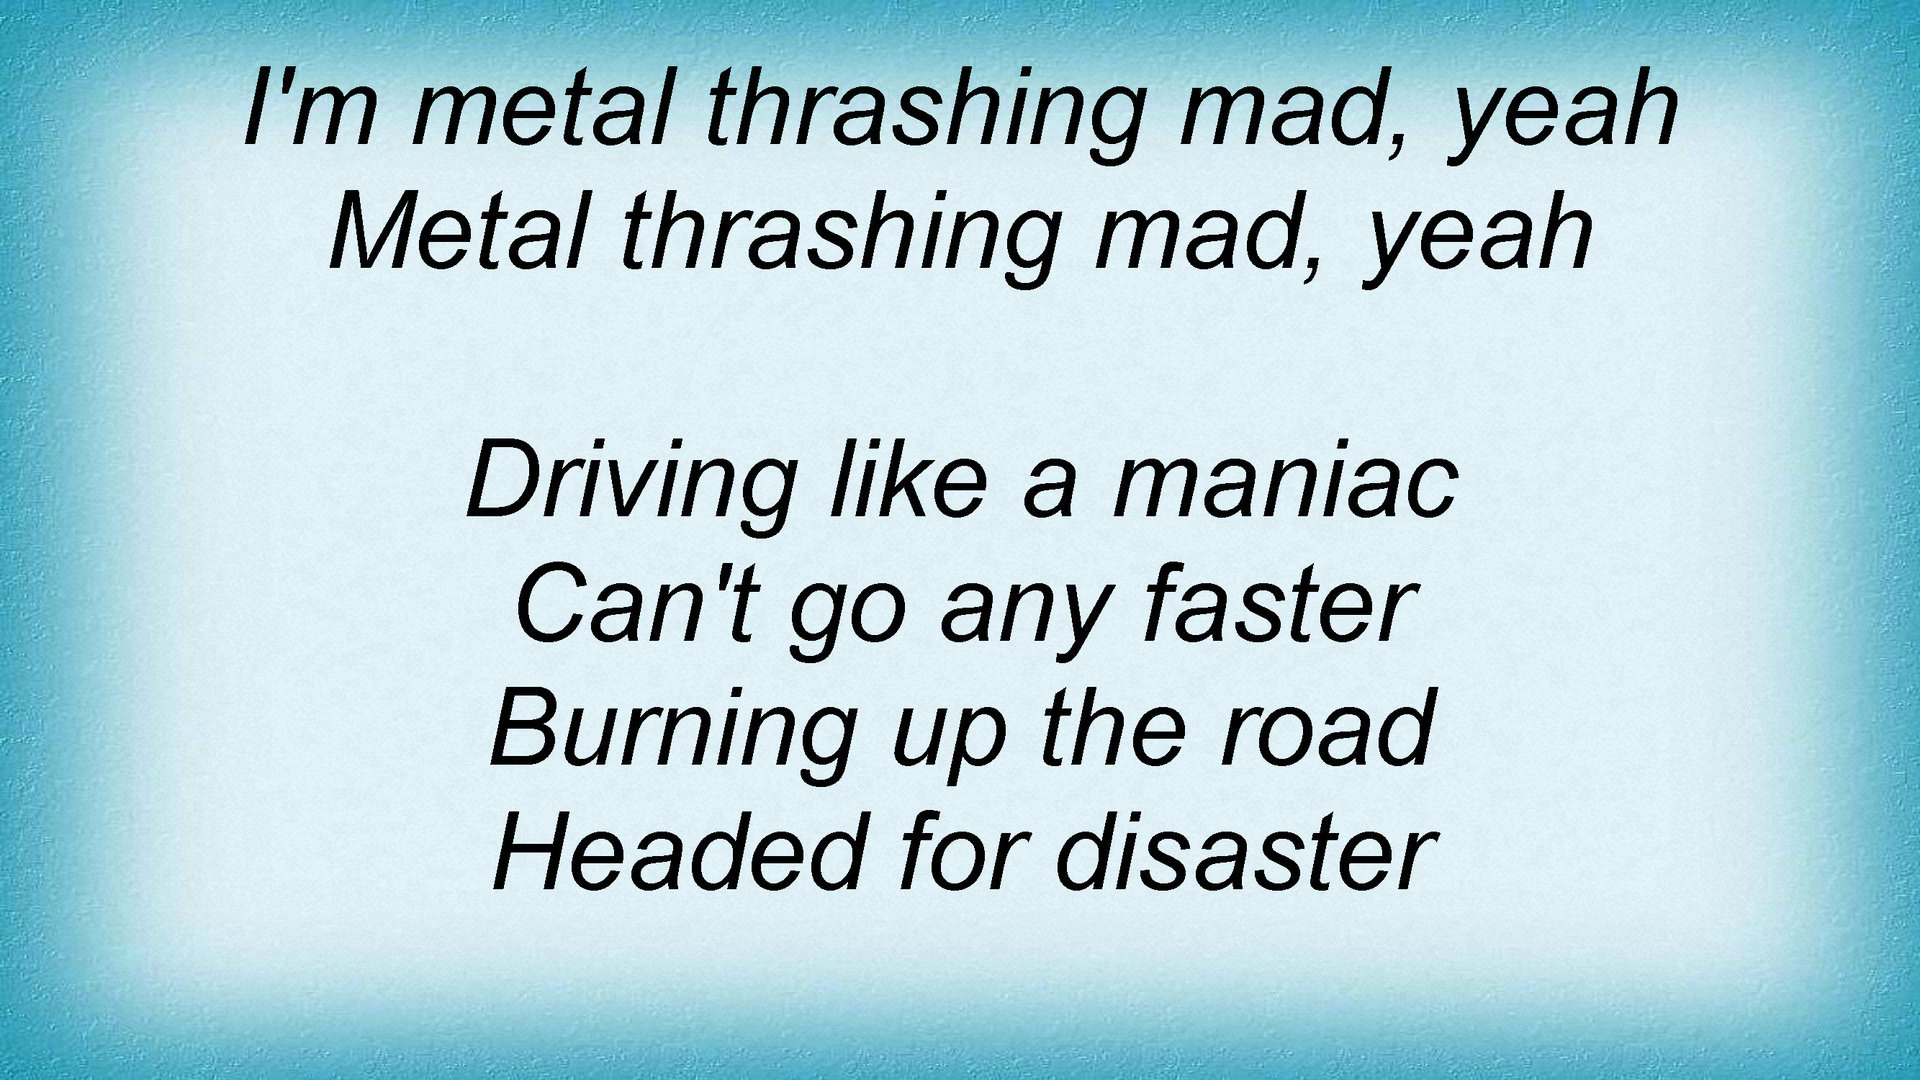 I'm metal thrashing mad, yeah
Metal thrashing mad, yeah
Driving like a maniac
Can't go any faster
Burning up the road
Headed for disaster